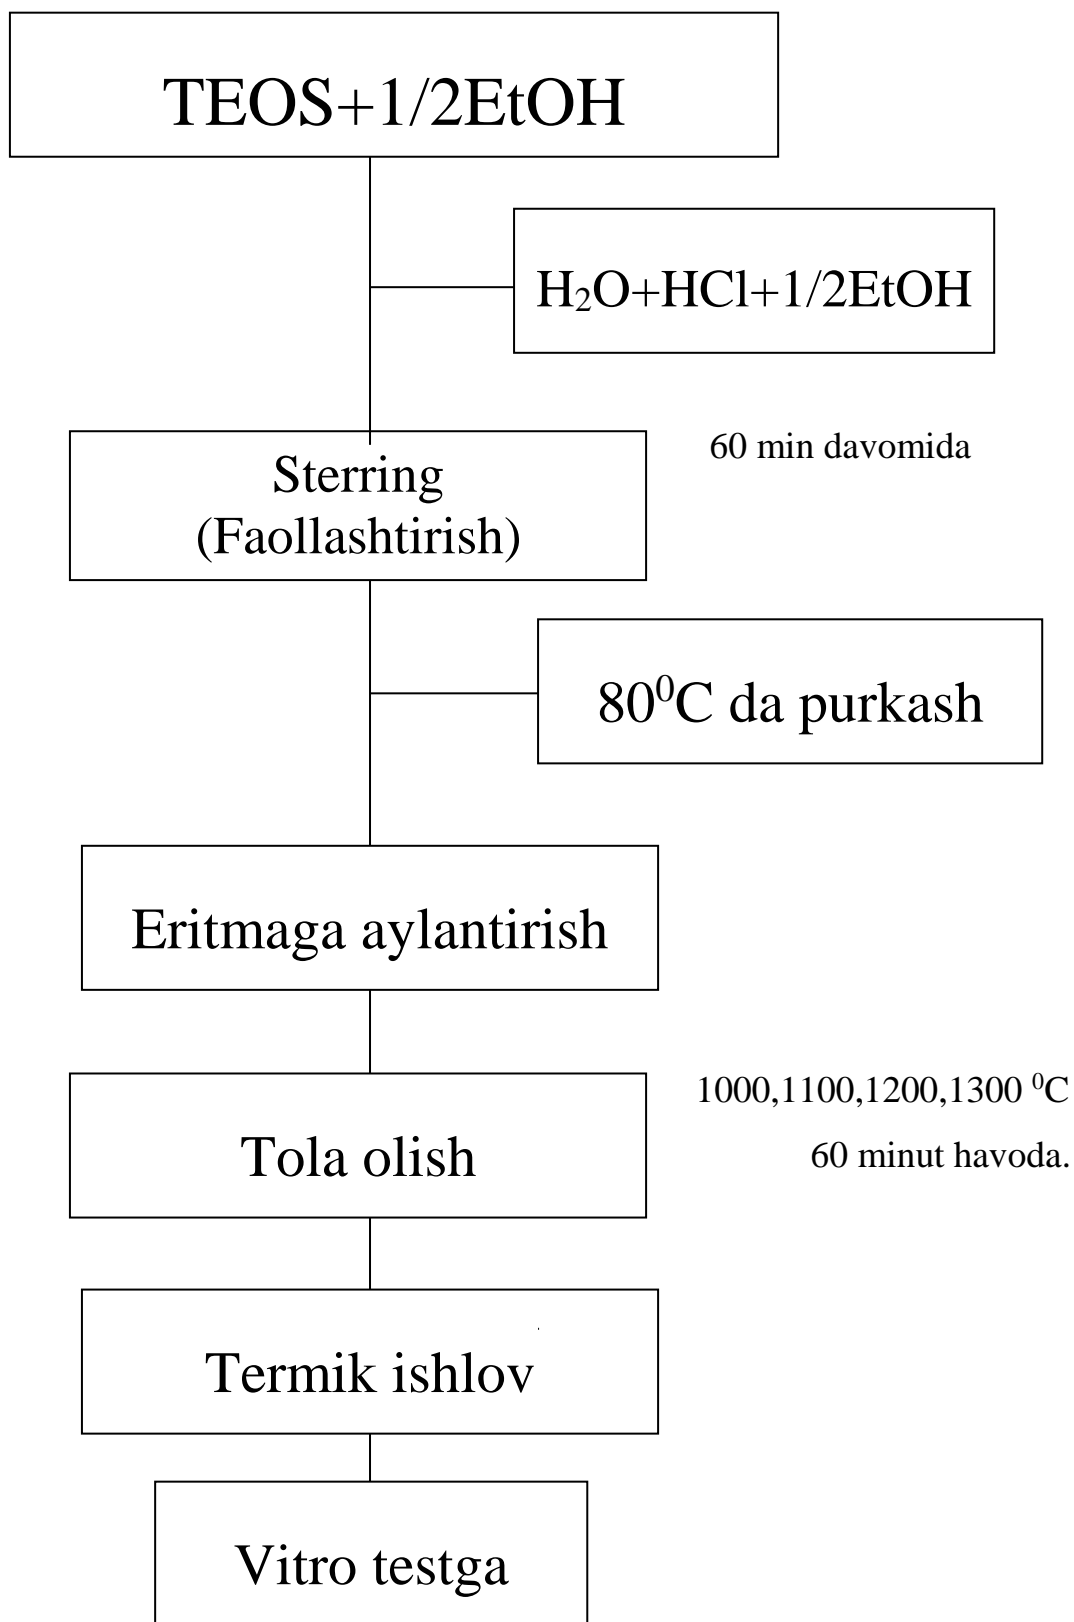 TEOS+1/2EtOH
H₂O+HCl+1/2EtOH
60 min davomida
Sterring
(Faollashtirish)
80⁰C da purkash
Eritmaga aylantirish
1000,1100,1200,1300 ⁰C
Tola olish
60 minut havoda.
Termik ishlov
Vitro testga